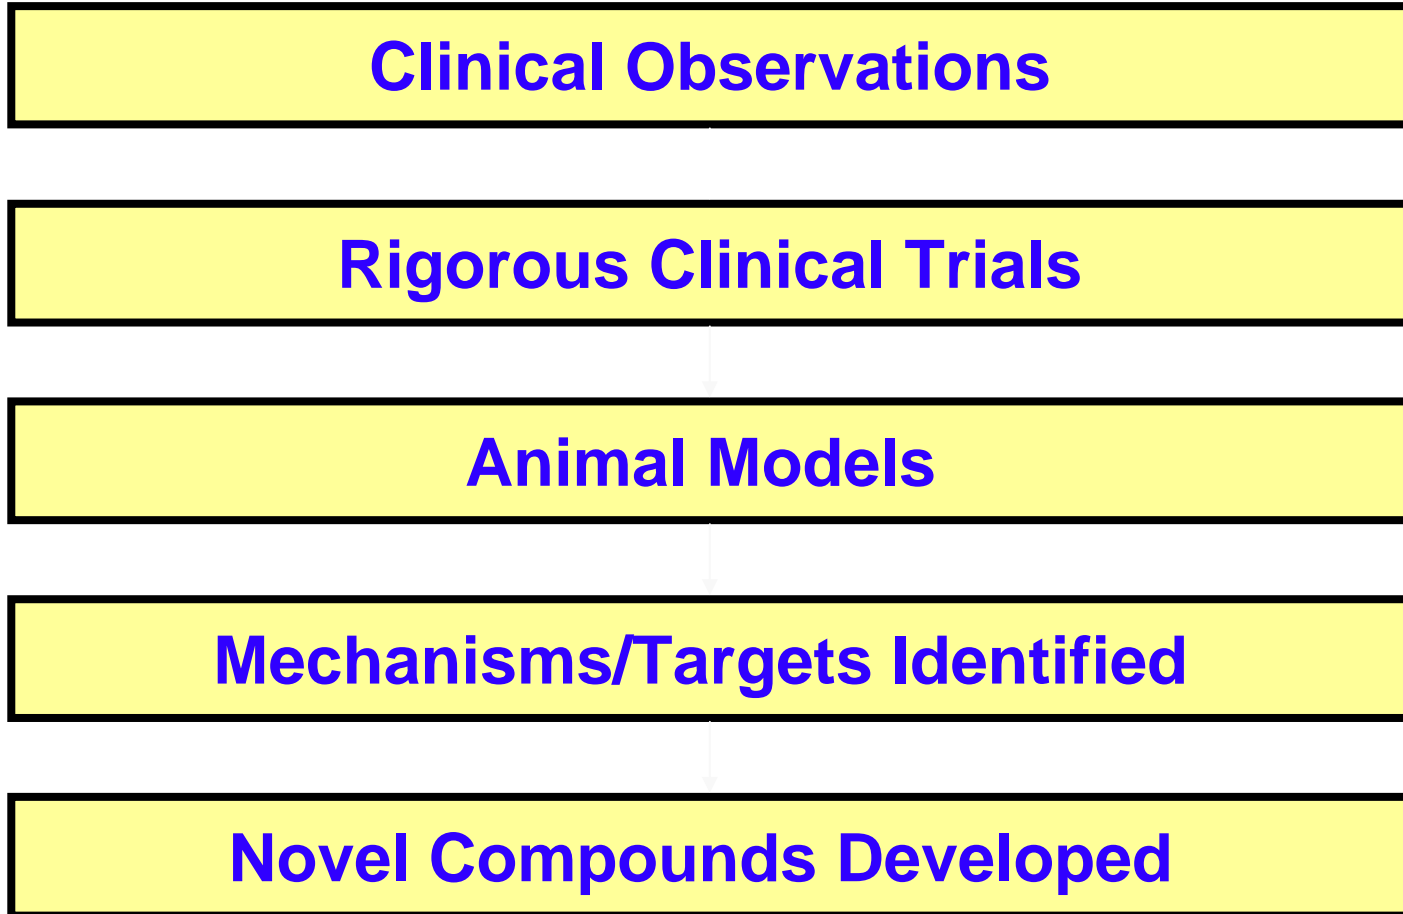 Clinical Observations
Rigorous Clinical Trials
Animal Models
Mechanisms/Targets Identified
Novel Compounds Developed